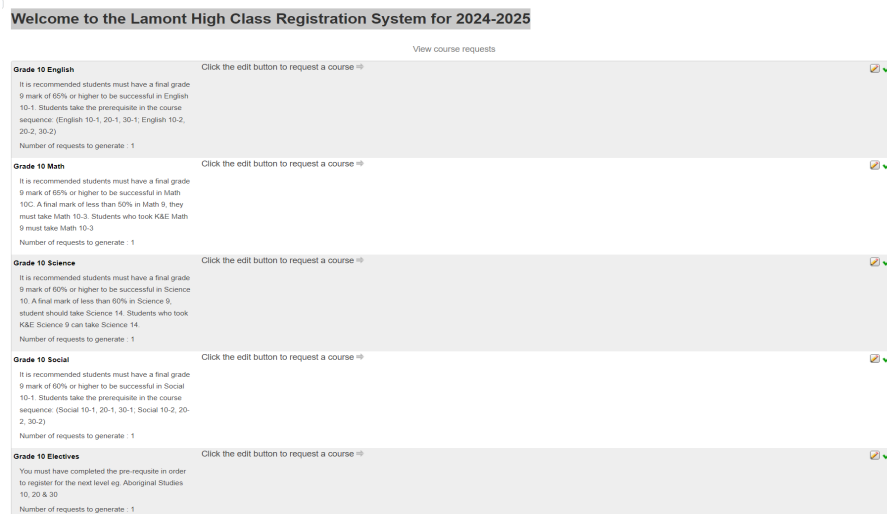 Welcome to the Lamont High Class Registration System for 2024-2025
View course requests
Grade 10 English
Click the edit button to request a course
It is recommended students must have a final grade
9 mark of 65% or higher to be successful in English
10-1. Students take the prerequisite in the course
sequence: (English 10-1, 20-1, 30-1; English 10-2,
20-2, 30-2)
Number of requests to generate : 1
Grade 10 Math
Click the edit button to request a course
It is recommended students must have a final grade
9 mark of 65% or higher to be successful in Math
10C. A final mark of less than 50% in Math 9, they
must take Math 10-3. Students who took K&E Math
9 must take Math 10-3
Number of requests to generate : 1
Grade 10 Science
Click the edit button to request a course
It is recommended students must have a final grade
9 mark of 60% or higher to be successful in Science
10. A final mark of less than 60% in Science 9,
student should take Science 14. Students who took
K&E Science 9 can take Science 14.
Number of requests to generate : 1
Grade 10 Social
Click the edit button to request a course
It is recommended students must have a final grade
9 mark of 60% or higher to be successful in Social
10-1. Students take the prerequisite in the course
sequence: (Social 10-1, 20-1, 30-1; Social 10-2, 20-
2, 30-2)
Number of requests to generate : 1
Grade 10 Electives
Click the edit button to request a course
You must have completed the pre-requsite in order
to register for the next level eg. Aboriginal Studies
10, 20 & 30
Number of requests to generate : 1